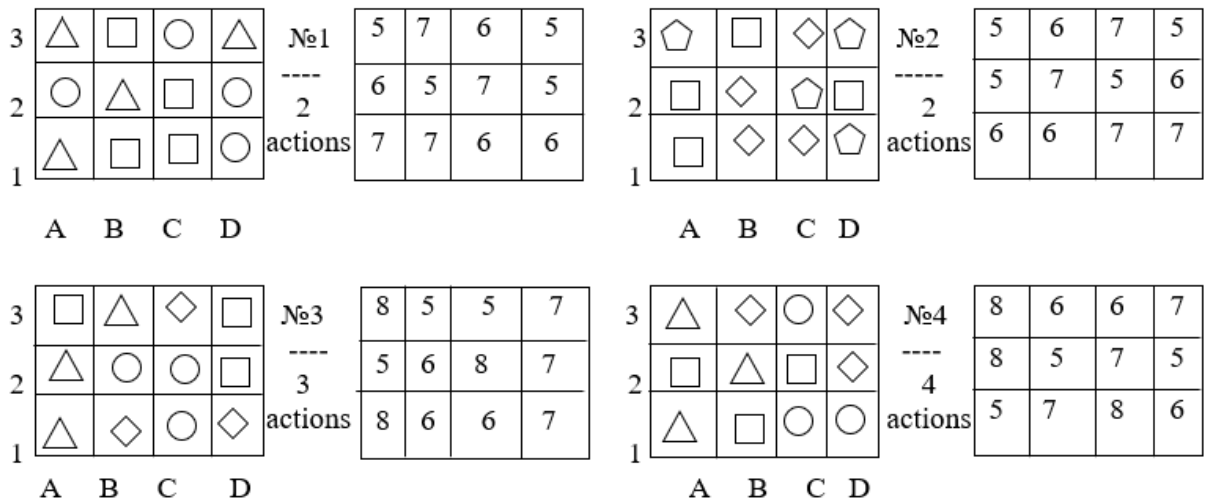 3
№1
5 7 6 5
----
2
2
6 5 7 5
actions
7 7 6 6
1
A B C D
3
№2
5 6 7 5
-----
2
2
5 7 5 6
actions
6 6 7 7
1
A B C D
3
№3
8 5 5 7
----
2
3
5 6 8 7
actions
8 6 6 7
1
A B C D
3
№4
8 6 6 7
----
2
4
8 5 7 5
actions
5 7 8 6
1
A B C D